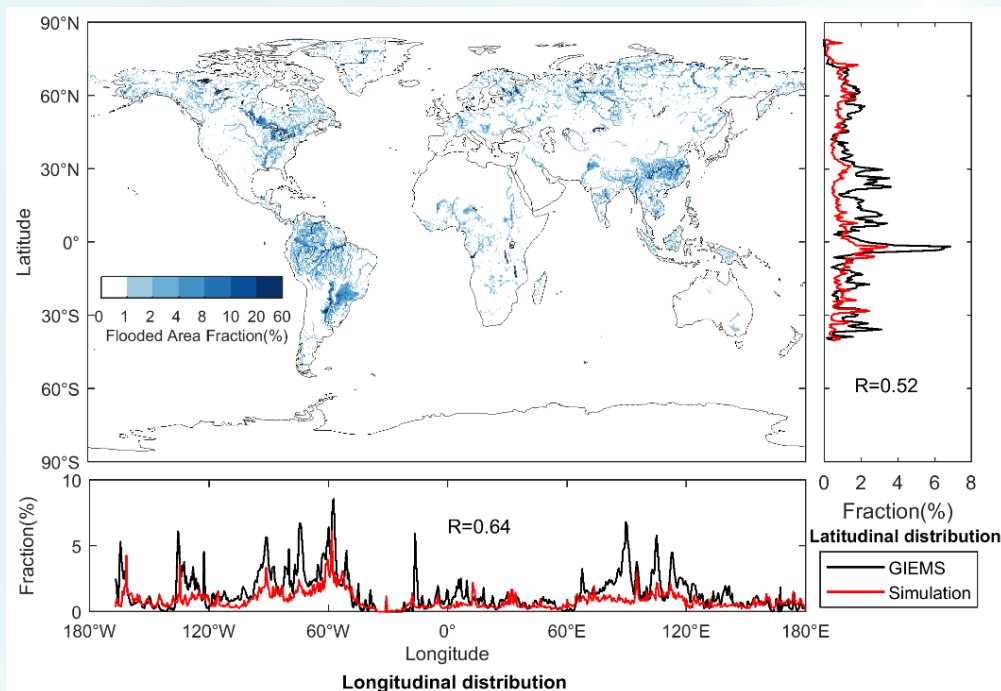 90°N
60°N
30°N
0°
30°S
60°S
90°S
Latitude
0 1 2 4 8 10 20 60
Flooded Area Fraction(%)
R=0.52
0 2 4 6 8
Fraction(%)
Latitudinal distribution
GIEMS
Simulation
10
5
0
Fraction(%)
R=0.64
180°W 120°W 60°W 0° 60°E 120°E 180°E
Longitude
Longitudinal distribution